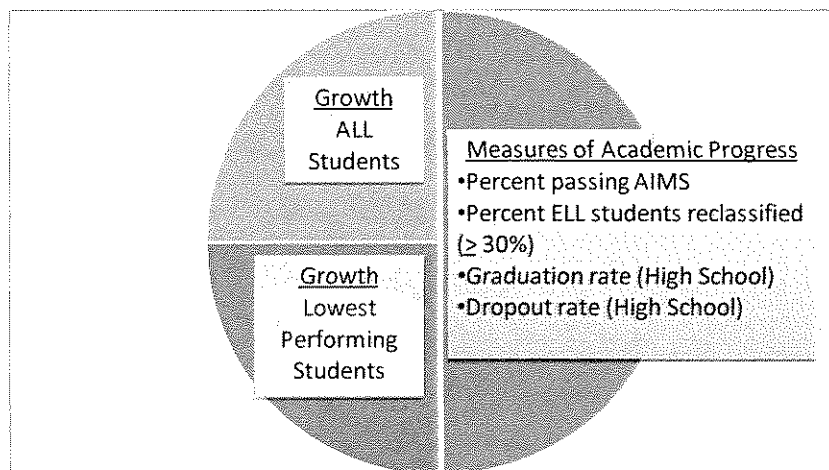 Growth
ALL
Students
Growth
Lowest
Performing
Students
Measures of Academic Progress
•Percent passing AIMS
•Percent ELL students reclassified
(≥ 30%)
•Graduation rate (High School)
•Dropout rate (High School)